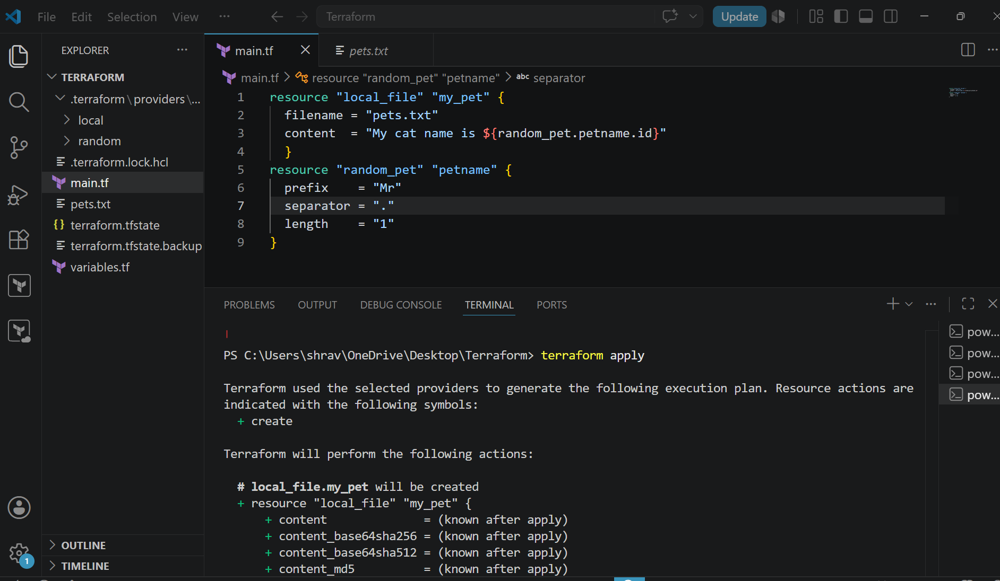 File Edit Selection View ··· Terraform Update
EXPLORER ···
TERRAFORM
.terraform\providers\...
local
random
.terraform.lock.hcl
main.tf
pets.txt
{} terraform.tfstate
terraform.tfstate.backup
variables.tf
OUTLINE
TIMELINE
1
main.tf
pets.txt
main.tf > resource "random_pet" "petname" > abc separator
1 resource "local_file" "my_pet" {
2 filename = "pets.txt"
3 content = "My cat name is ${random_pet.petname.id}"
4 }
5 resource "random_pet" "petname" {
6 prefix = "Mr"
7 separator = "."
8 length = "1"
9 }
PROBLEMS OUTPUT DEBUG CONSOLE TERMINAL PORTS
PS C:\Users\shrav\OneDrive\Desktop\Terraform> terraform apply
Terraform used the selected providers to generate the following execution plan. Resource actions are
indicated with the following symbols:
+ create
Terraform will perform the following actions:
# local_file.my_pet will be created
+ resource "local_file" "my_pet" {
+ content = (known after apply)
+ content_base64sha256 = (known after apply)
+ content_base64sha512 = (known after apply)
+ content_md5 = (known after apply)
pow...
pow...
pow...
pow...